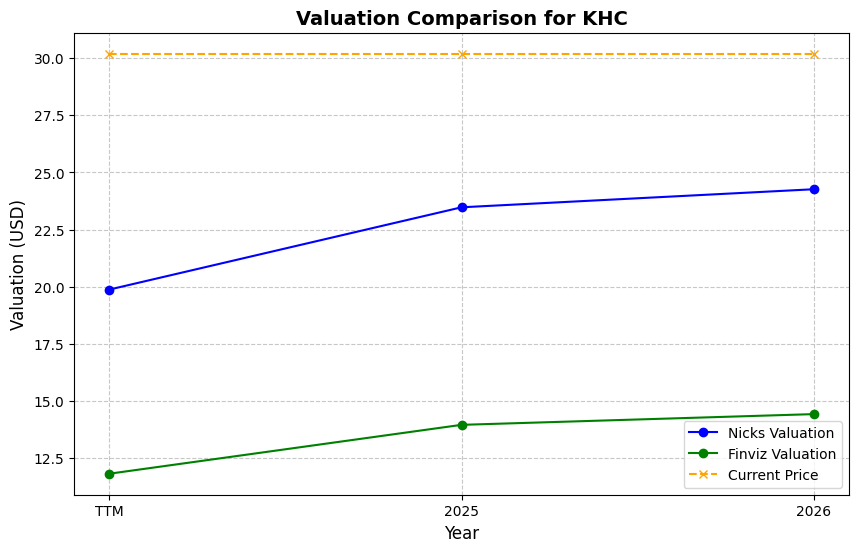 Valuation Comparison for KHC
Valuation (USD)
30.0
27.5
25.0
22.5
20.0
17.5
15.0
12.5
TTM
2025
2026
Year
Nicks Valuation
Finviz Valuation
Current Price